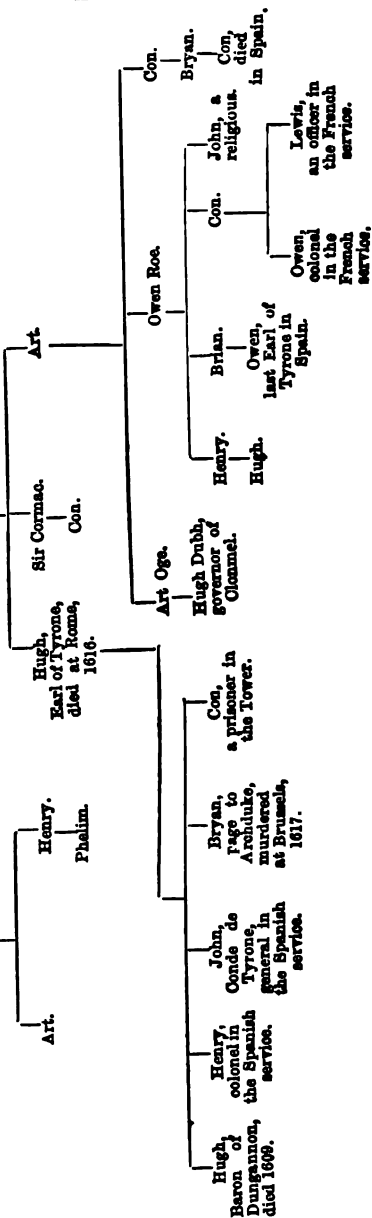 Art.
Henry.
Phelim.
Hugh,
Earl of Tyrone,
died at Rome,
1616.
Sir Cormac.
Con.
Art.
Hugh,
Baron of
Dungannon,
died 1609.
Henry,
colonel in
the Spanish
service.
John,
Conde de
Tyrone,
general in
the Spanish
service.
Bryan,
page to
Archduke,
murdered
at Brussels,
1617.
Con,
a prisoner in
the Tower.
Art Oge.
Hugh Dubh,
governor of
Clonmel.
Owen Roe.
Con.
Bryan.
Con,
died
in Spain.
Henry.
Hugh.
Brian.
Owen,
last Earl of
Tyrone in
Spain.
Con.
John, a
religious.
Owen,
colonel
in the
French
service.
Lewis,
an officer in
the French
service.